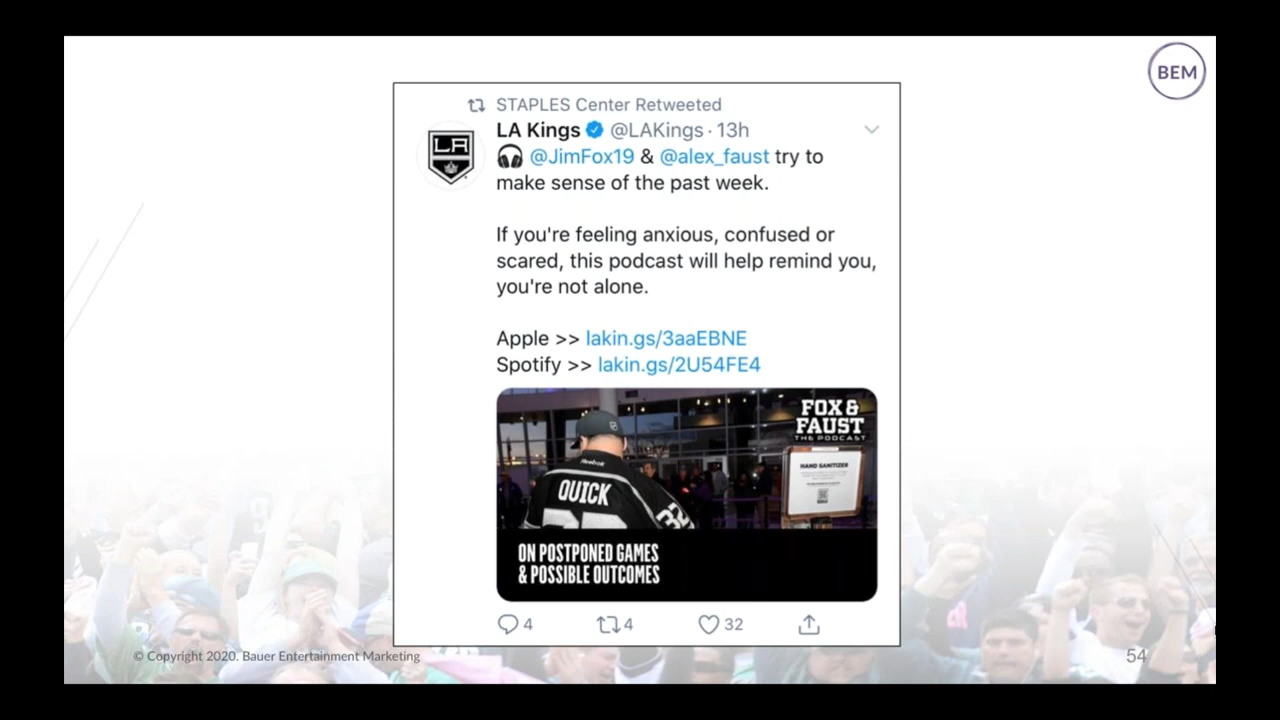 BEM
STAPLES Center Retweeted
LA Kings @LAKings · 13h
LA
@JimFox19 & @alex_faust try to
make sense of the past week.
If you're feeling anxious, confused or
scared, this podcast will help remind you,
you're not alone.
Apple >> lakin.gs/3aaEBNE
Spotify >> lakin.gs/2U54FE4
FOX &
FAUST
THE PODCAST
HAND SANITIZER
Reebok
QUICK
32
ON POSTPONED GAMES
& POSSIBLE OUTCOMES
4
4
32
© Copyright 2020. Bauer Entertainment Marketing
54